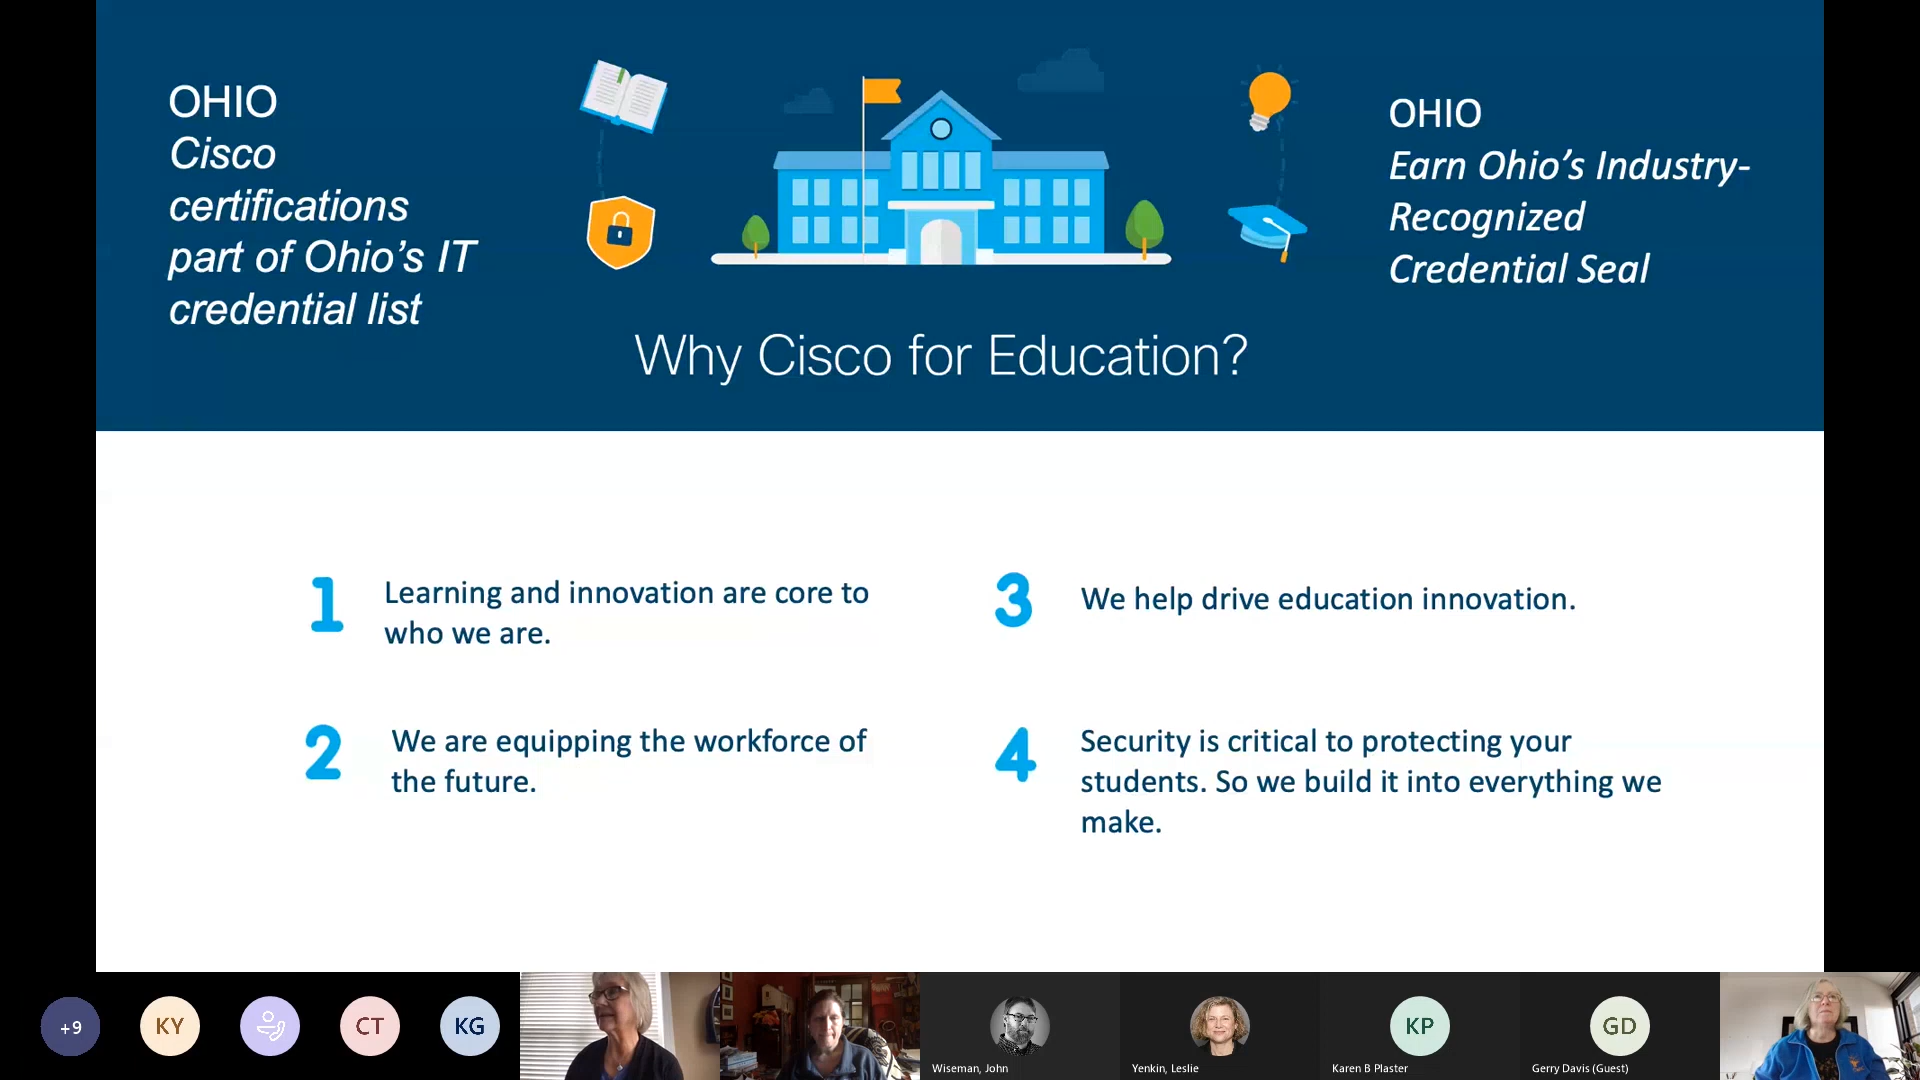 OHIO
Cisco
certifications
part of Ohio's IT
credential list
OHIO
Earn Ohio's Industry-
Recognized
Credential Seal
Why Cisco for Education?
1
Learning and innovation are core to
who we are.
2
We are equipping the workforce of
the future.
3
We help drive education innovation.
4
Security is critical to protecting your
students. So we build it into everything we
make.
+9
KY
CT
KG
Wiseman, John
Yenkin, Leslie
KP
Karen B Plaster
GD
Gerry Davis (Guest)